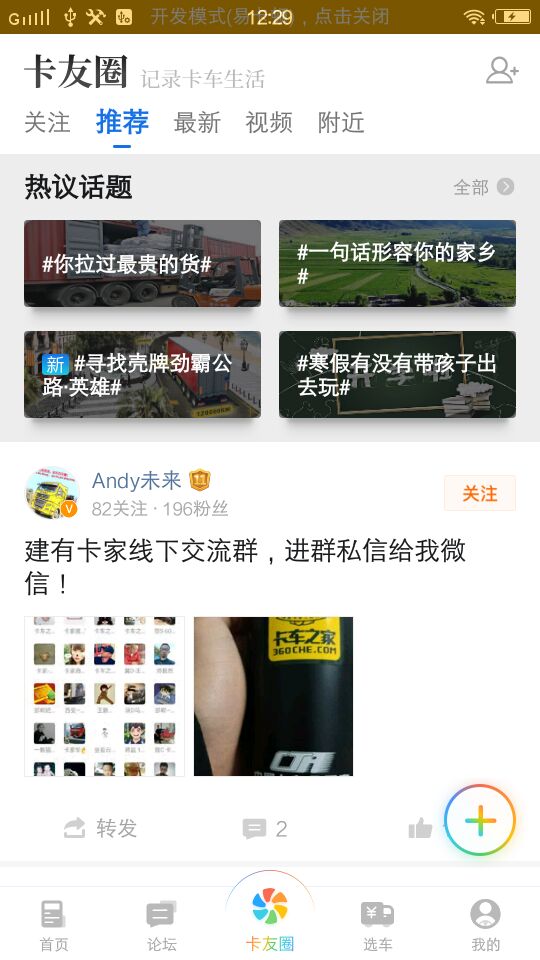 开发模式(易
，点击关闭
12:29
卡友圈 记录卡车生活
关注 推荐 最新 视频 附近
热议话题 全部
#你拉过最贵的货#
#一句话形容你的家乡
#
新 #寻找壳牌劲霸公
路·英雄#
#寒假有没有带孩子出
去玩#
Andy未来 11
82关注 · 196粉丝
关注
建有卡家线下交流群，进群私信给我微
信！
卡车之家
360CHE.COM
转发 2
首页 论坛 卡友圈 选车 我的